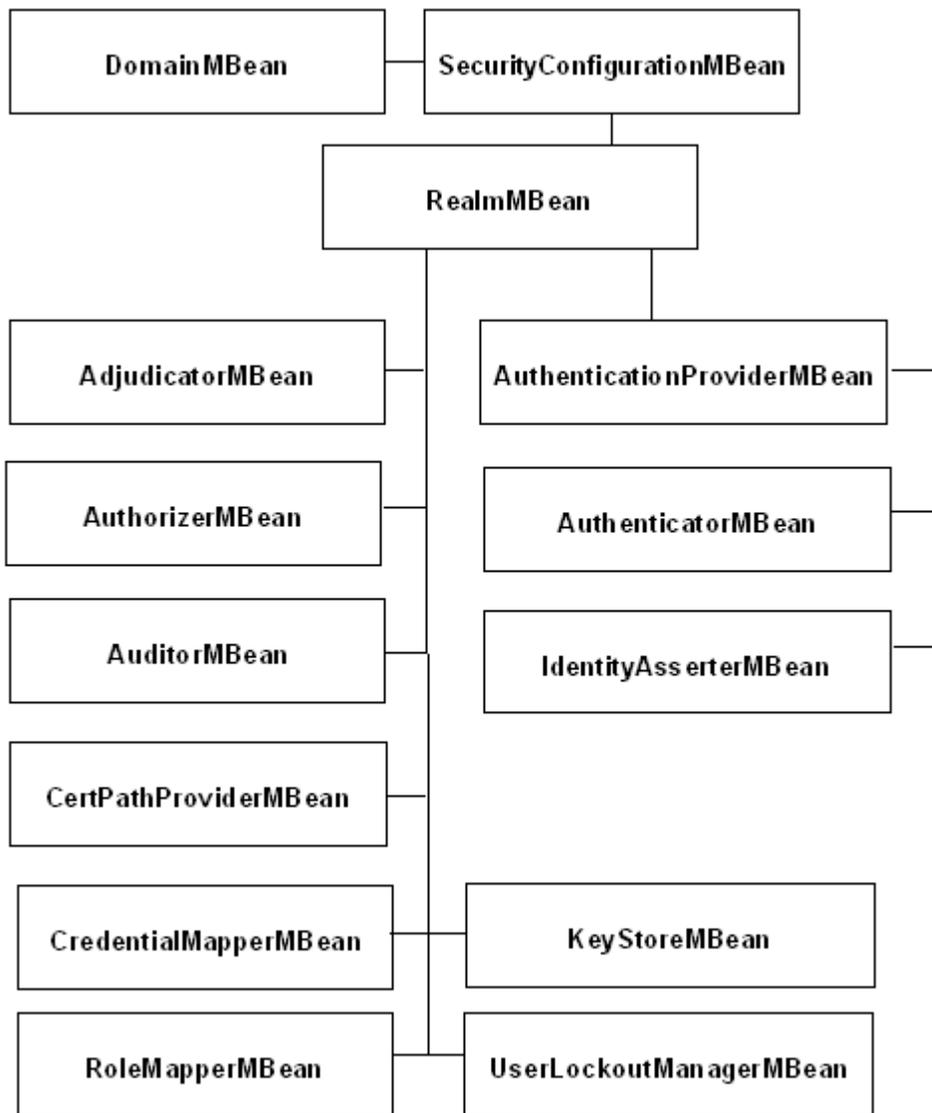 DomainMBean
SecurityConfigurationMBean
RealmMBean
AdjudicatorMBean
AuthenticationProviderMBean
AuthorizerMBean
AuthenticatorMBean
AuditorMBean
IdentityAsserterMBean
CertPathProviderMBean
CredentialMapperMBean
KeyStoreMBean
RoleMapperMBean
UserLockoutManagerMBean